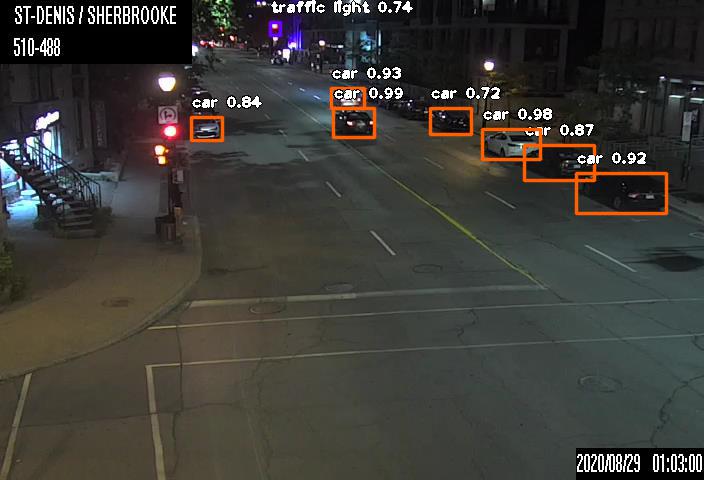 ST-DENIS / SHERBROOKE
510-488
traffic light 0.74
car 0.93
car 0.99
car 0.84
car 0.72
car 0.98
car 0.87
car 0.92
2020/08/29 01:03:00